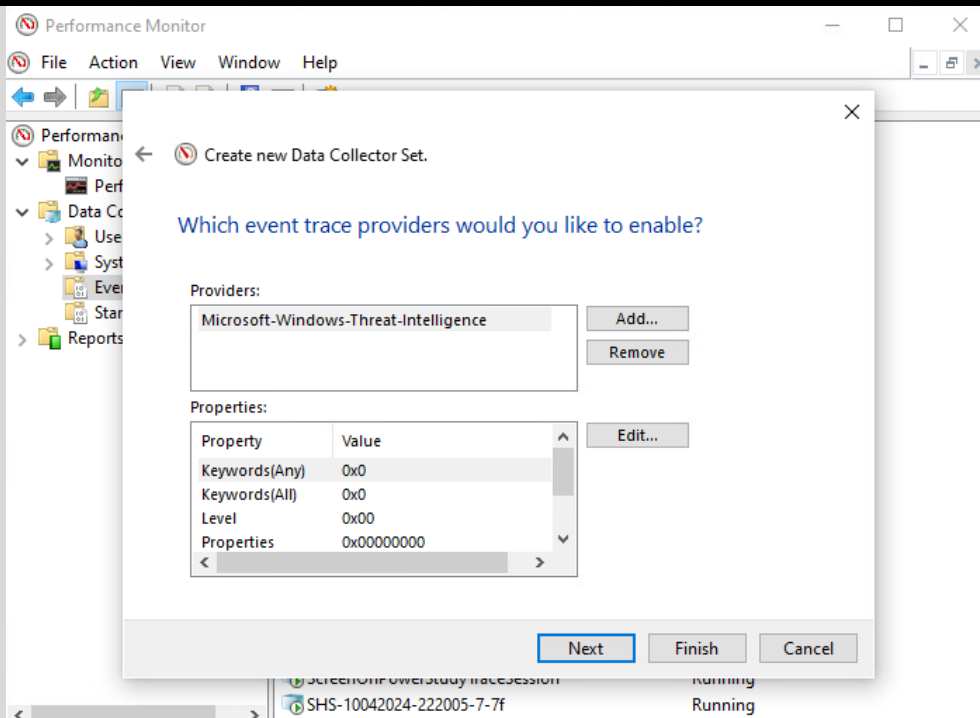 Performance Monitor
File Action View Window Help
Create new Data Collector Set.
Which event trace providers would you like to enable?
Providers:
Microsoft-Windows-Threat-Intelligence
Add...
Remove
Properties:
Property Value
Keywords(Any) 0x0
Keywords(All) 0x0
Level 0x00
Properties 0x00000000
Edit...
Next Finish Cancel
Performan
Monito
Perf
Data Co
Use
Syst
Eve
Star
Reports
ScreenOnPowerStudyTraceSession Running
SHS-10042024-222005-7-7f Running